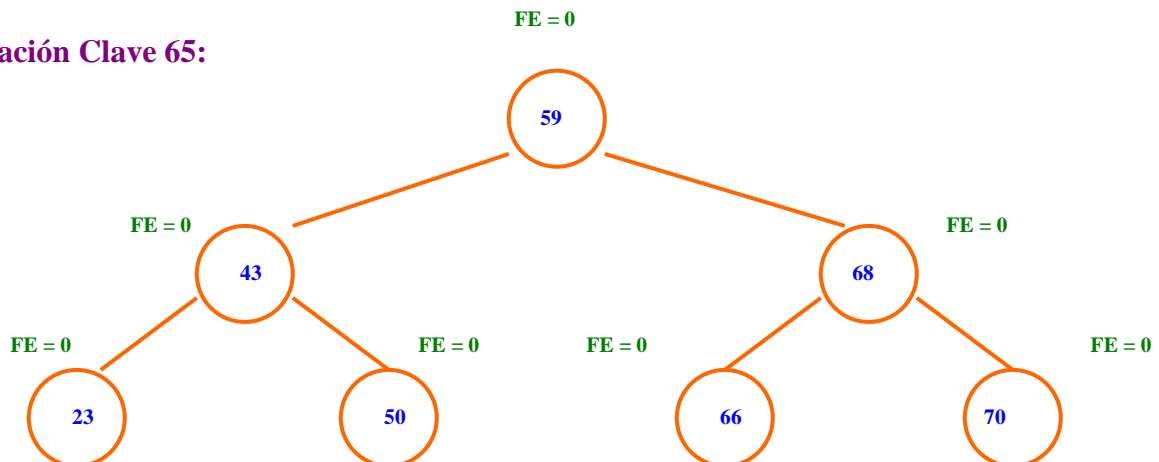 FE = 0
ación Clave 65:
59
FE = 0
FE = 0
43
68
FE = 0
FE = 0
FE = 0
FE = 0
23
50
66
70